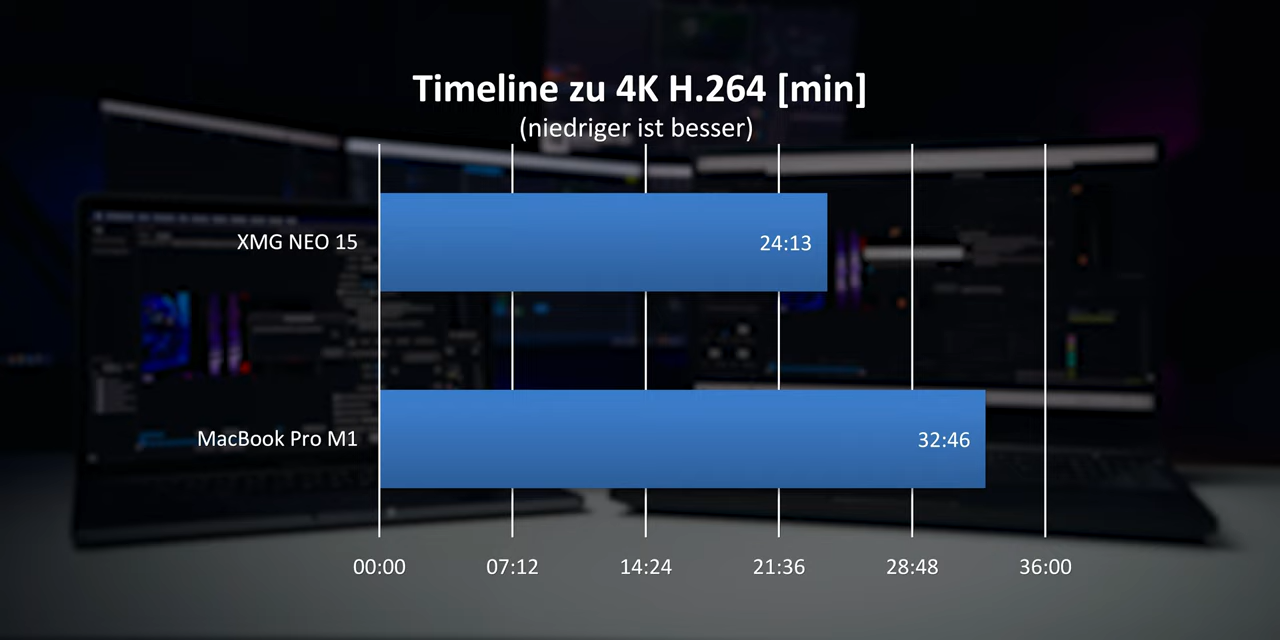 Timeline zu 4K H.264 [min]
(niedriger ist besser)
XMG NEO 15
24:13
MacBook Pro M1
32:46
00:00 07:12 14:24 21:36 28:48 36:00